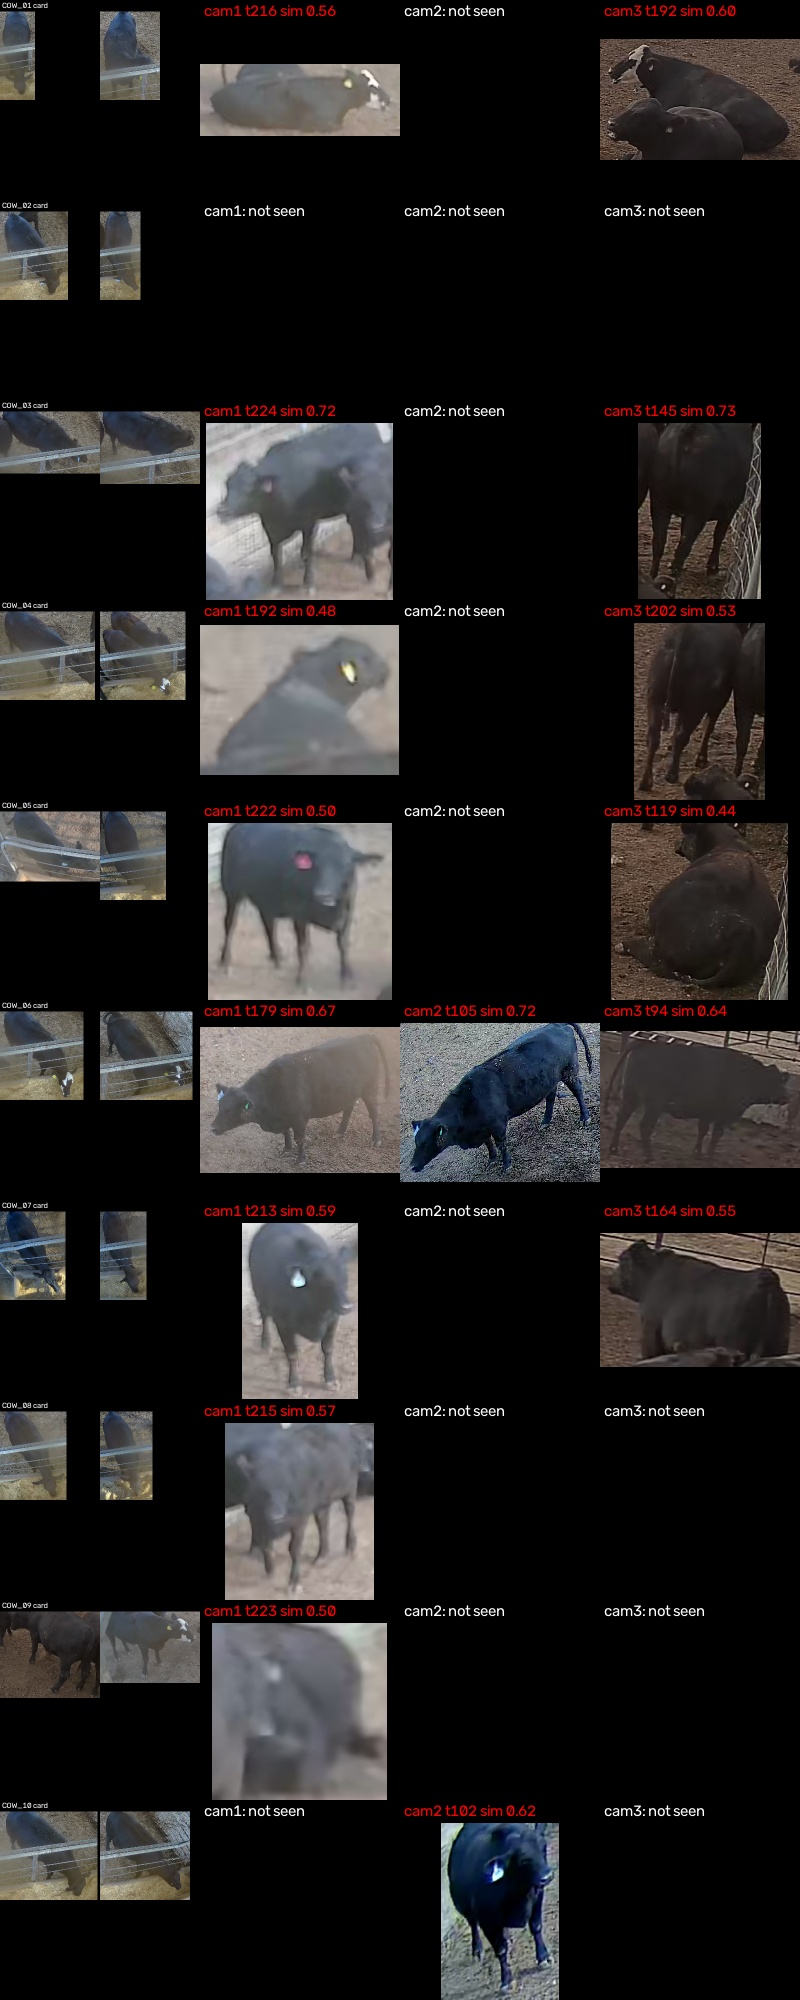 COW_01 card
cam1 t216 sim 0.56
cam2: not seen
cam3 t192 sim 0.60
COW_02 card
cam1: not seen
cam2: not seen
cam3: not seen
COW_03 card
cam1 t224 sim 0.72
cam2: not seen
cam3 t145 sim 0.73
COW_04 card
cam1 t192 sim 0.48
cam2: not seen
cam3 t202 sim 0.53
COW_05 card
cam1 t222 sim 0.50
cam2: not seen
cam3 t119 sim 0.44
COW_06 card
cam1 t179 sim 0.67
cam2 t105 sim 0.72
cam3 t94 sim 0.64
COW_07 card
cam1 t213 sim 0.59
cam2: not seen
cam3 t164 sim 0.55
COW_08 card
cam1 t215 sim 0.57
cam2: not seen
cam3: not seen
COW_09 card
cam1 t223 sim 0.50
cam2: not seen
cam3: not seen
COW_10 card
cam1: not seen
cam2 t102 sim 0.62
cam3: not seen